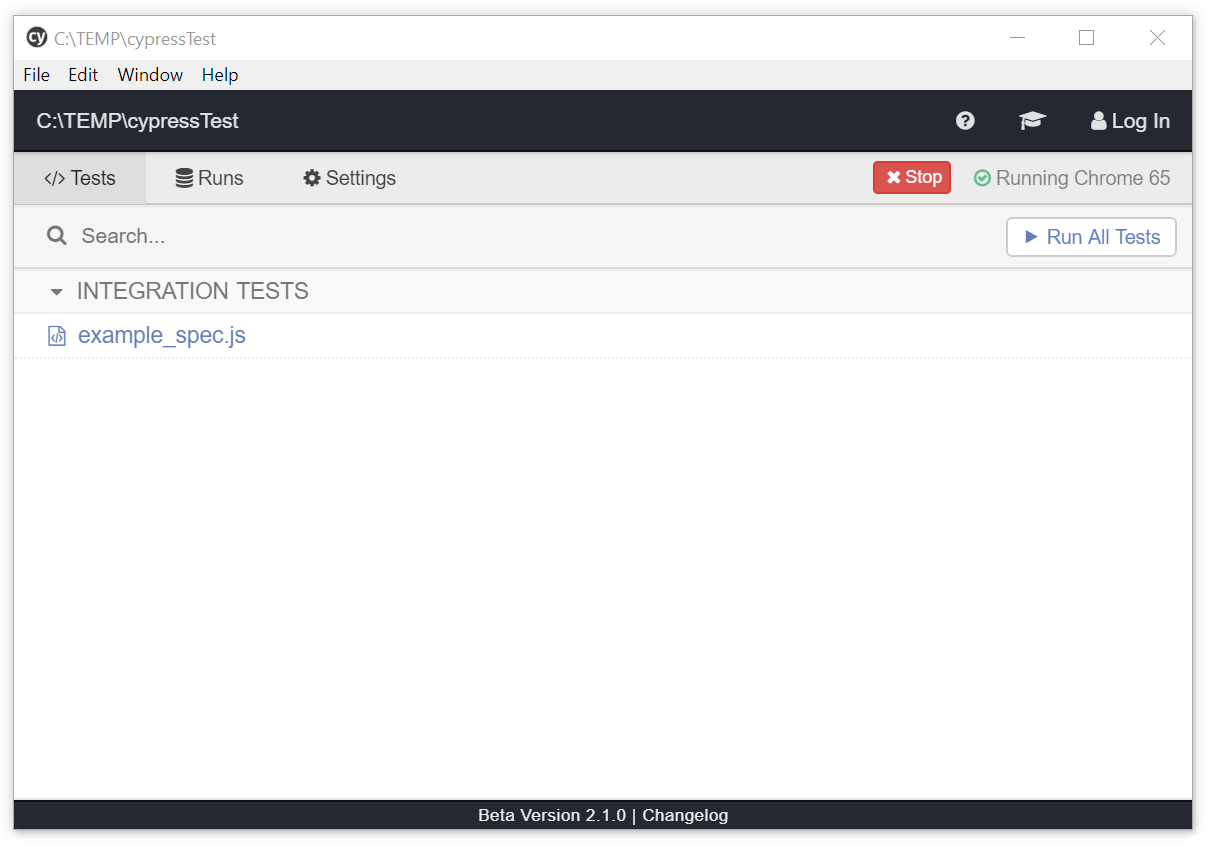 cy C:\TEMP\cypressTest
File Edit Window Help
C:\TEMP\cypressTest ? Log In
</> Tests Runs Settings Stop Running Chrome 65
Search... Run All Tests
INTEGRATION TESTS
example_spec.js
Beta Version 2.1.0 | Changelog